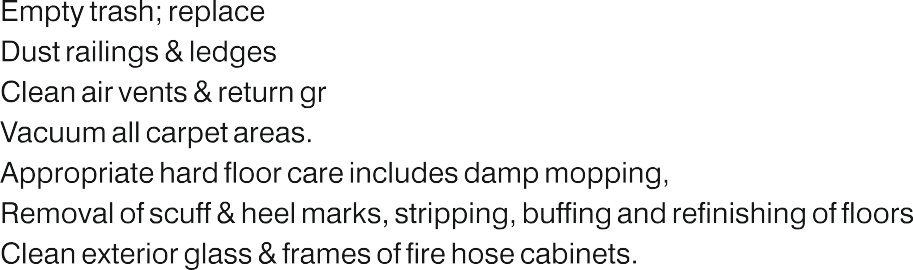 Empty trash; replace
Dust railings & ledges
Clean air vents & return gr
Vacuum all carpet areas.
Appropriate hard floor care includes damp mopping,
Removal of scuff & heel marks, stripping, buffing and refinishing of floors
Clean exterior glass & frames of fire hose cabinets.